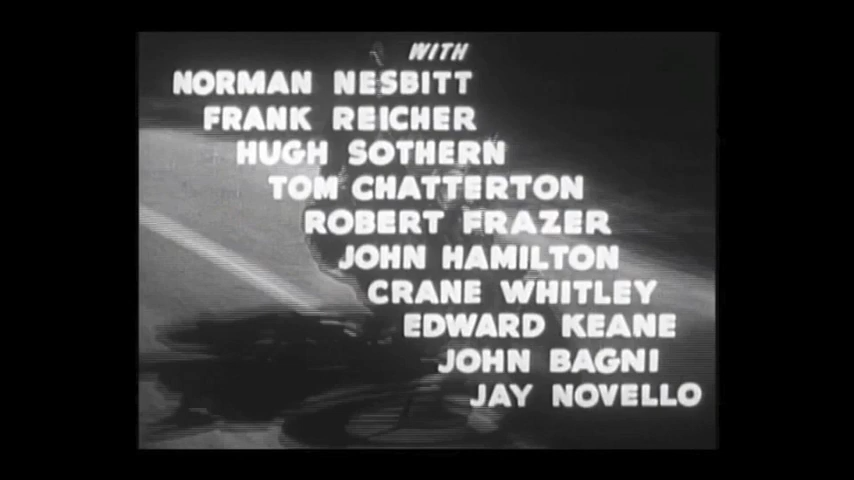 WITH
NORMAN NESBITT
FRANK REICHER
HUGH SOTHERN
TOM CHATTERTON
ROBERT FRAZER
JOHN HAMILTON
CRANE WHITLEY
EDWARD KEANE
JOHN BAGNI
JAY NOVELLO